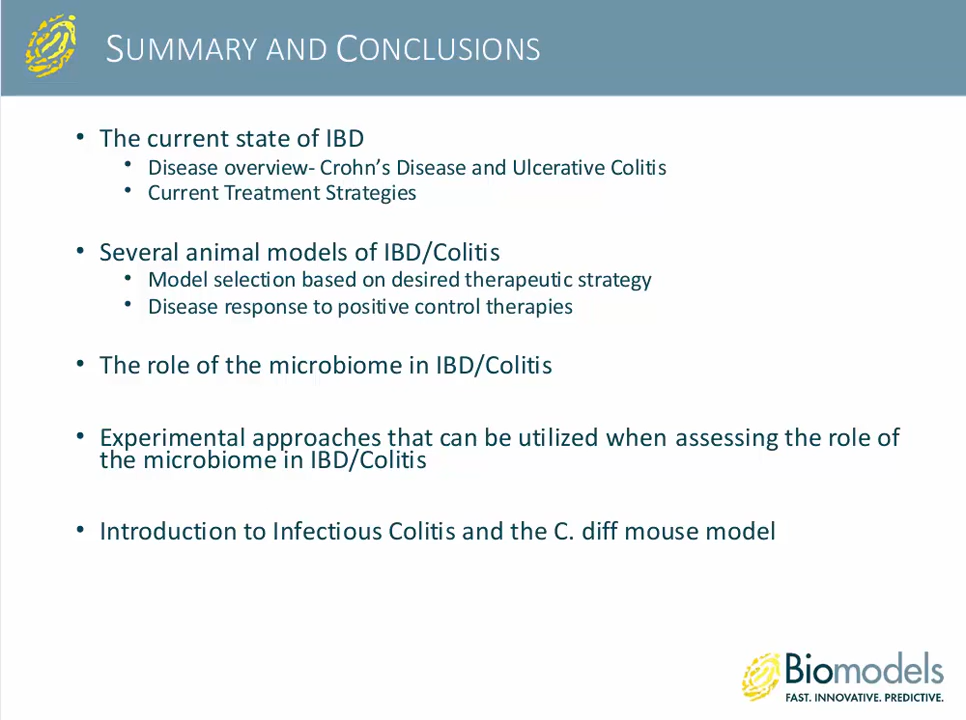 SUMMARY AND CONCLUSIONS
• The current state of IBD
• Disease overview- Crohn’s Disease and Ulcerative Colitis
• Current Treatment Strategies
• Several animal models of IBD/Colitis
• Model selection based on desired therapeutic strategy
• Disease response to positive control therapies
• The role of the microbiome in IBD/Colitis
• Experimental approaches that can be utilized when assessing the role of
the microbiome in IBD/Colitis
• Introduction to Infectious Colitis and the C. diff mouse model
Biomodels
FAST. INNOVATIVE. PREDICTIVE.